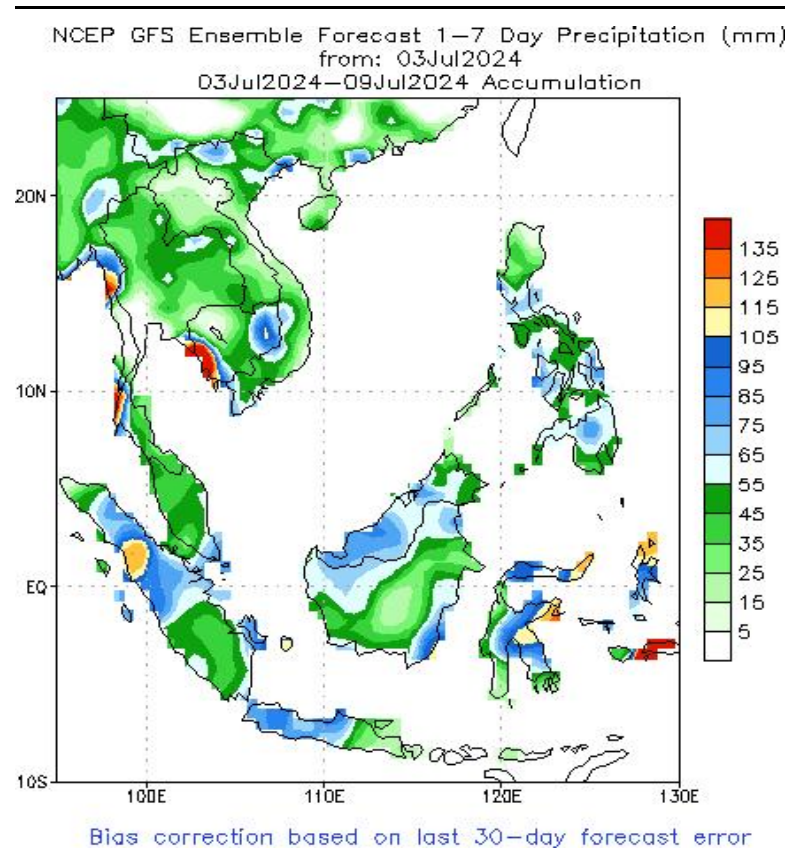 NCEP GFS Ensemble Forecast 1-7 Day Precipitation (mm)
from: 03Jul2024
03Jul2024-09Jul2024 Accumulation
20N
10N
EQ
10S
100E
110E
120E
130E
135
125
115
105
95
85
75
65
55
45
35
25
15
5
Bias correction based on last 30-day forecast error